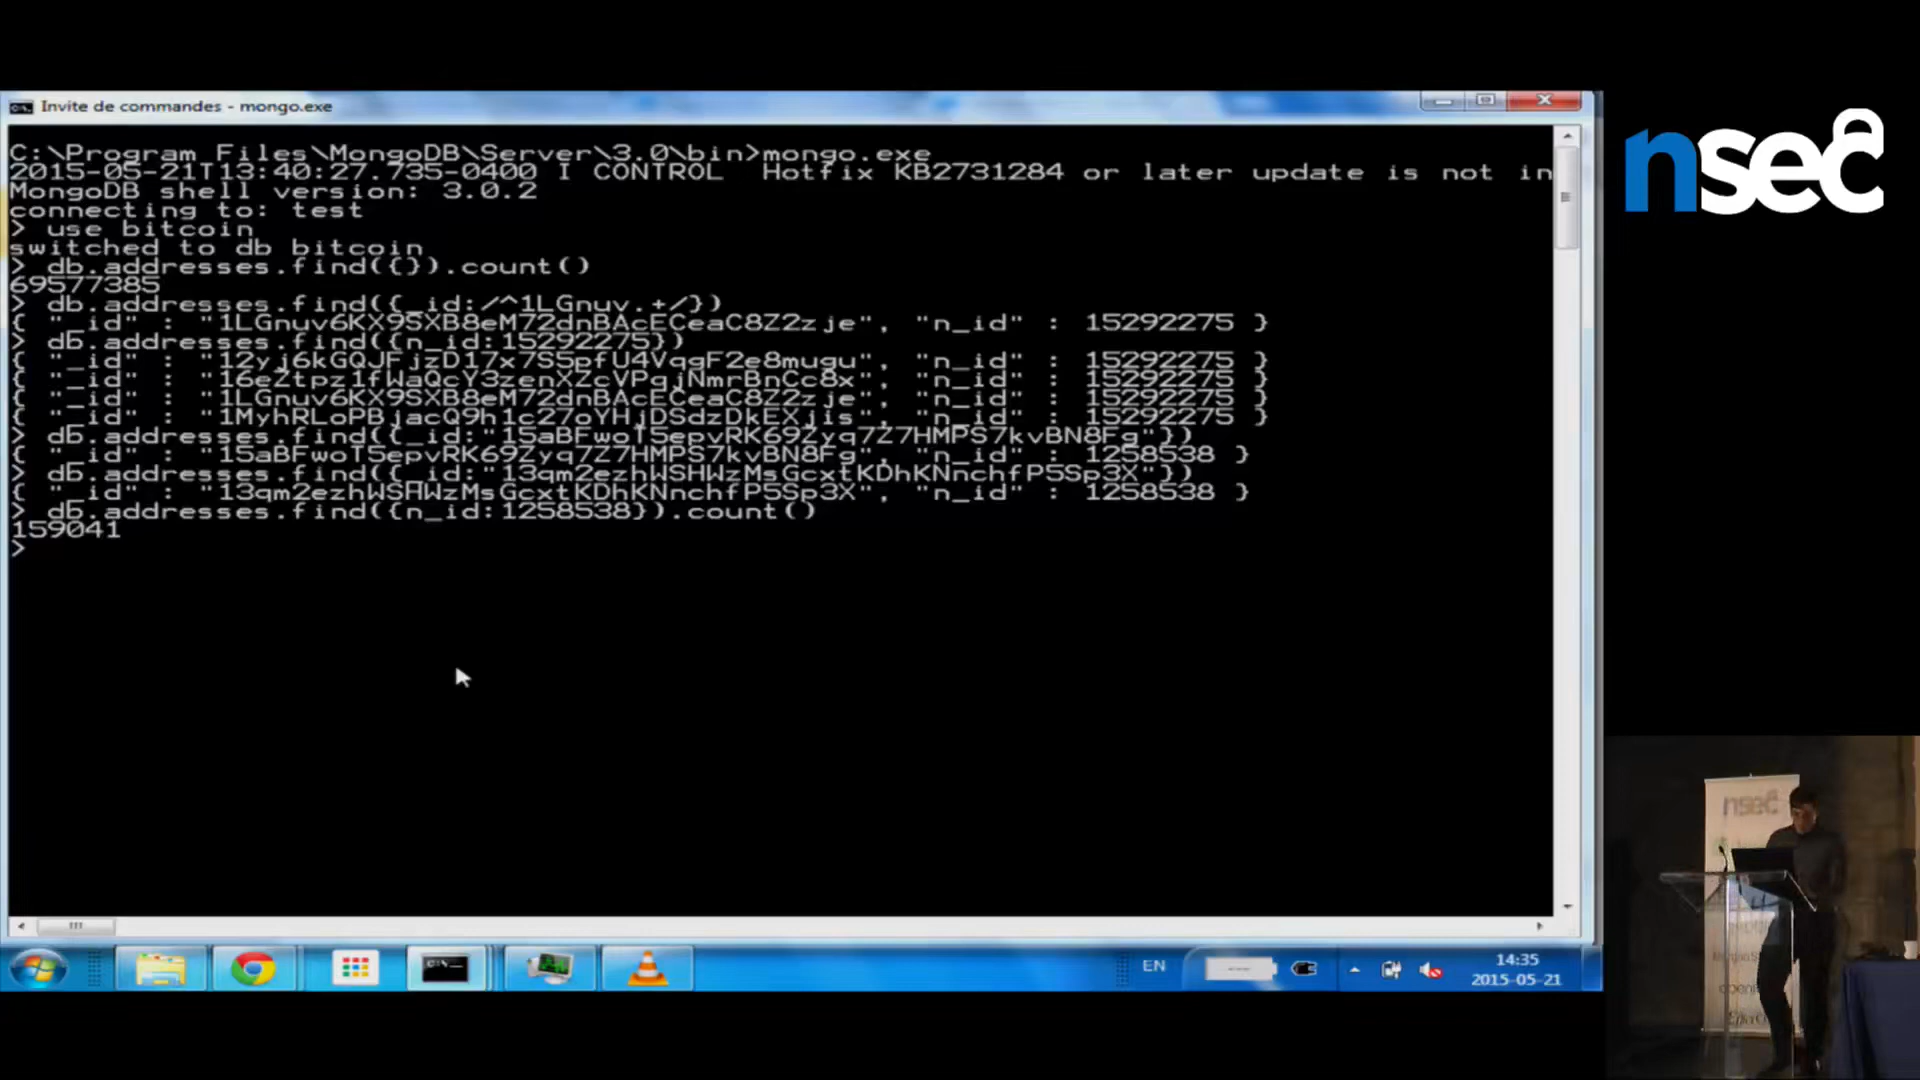 Invite de commandes - mongo.exe
nsec
C:\Program Files\MongoDB\Server\3.0\bin>mongo.exe
2015-05-21T13:40:27.735-0400 I CONTROL  Hotfix KB2731284 or later update is not in
MongoDB shell version: 3.0.2
connecting to: test
> use bitcoin
switched to db bitcoin
> db.addresses.find({}).count()
69577385
> db.addresses.find({_id:/^1LGnuv.+/})
{ "_id" : "1LGnuv6KX9SXB8eM72dnBAcECeaC8Z2zje", "n_id" : 15292275 }
> db.addresses.find({n_id:15292275})
{ "_id" : "12yj6kGQJFjzD17x7S5pfU4VqgF2e8mugu", "n_id" : 15292275 }
{ "_id" : "16eZtpz1fWaQcY3zenXZcVPgjNmrBnCc8x", "n_id" : 15292275 }
{ "_id" : "1LGnuv6KX9SXB8eM72dnBAcECeaC8Z2zje", "n_id" : 15292275 }
{ "_id" : "1MyhRLoPBjacQ9h1c27oYHjDSdzDkEXjis", "n_id" : 15292275 }
> db.addresses.find({_id:"15aBFwoT5epvRK69Zyq7Z7HMPS7kvBN8Fg"})
{ "_id" : "15aBFwoT5epvRK69Zyq7Z7HMPS7kvBN8Fg", "n_id" : 1258538 }
> db.addresses.find({_id:"13qm2ezhWSHWzMsGcxtKDhKNnchfP5Sp3X"})
{ "_id" : "13qm2ezhWSHWzMsGcxtKDhKNnchfP5Sp3X", "n_id" : 1258538 }
> db.addresses.find({n_id:1258538}).count()
159041
>
EN
14:35
2015-05-21
nsec